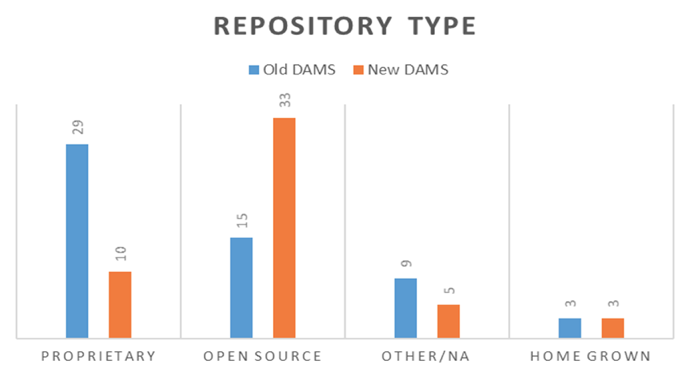 REPOSITORY TYPE
Old DAMS New DAMS
29 10 15 33 9 5 3 3
PROPRIETARY OPEN SOURCE OTHER/NA HOME GROWN